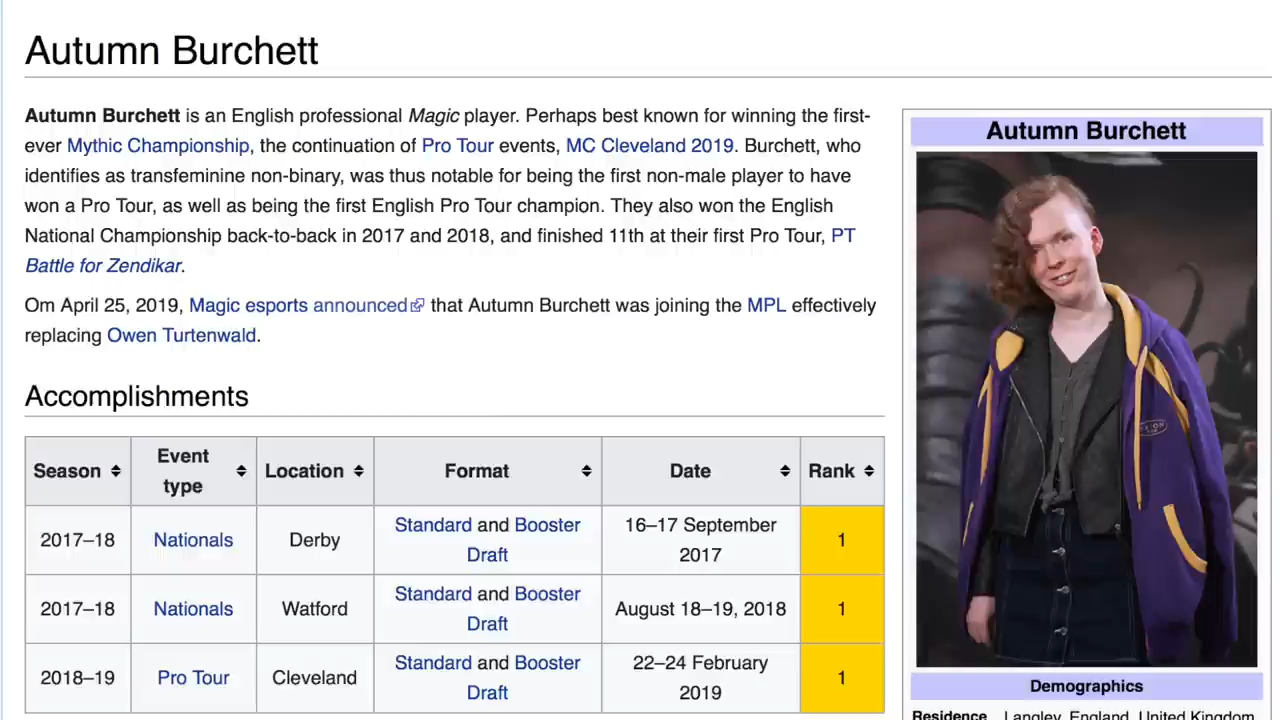 Autumn Burchett
Autumn Burchett is an English professional Magic player. Perhaps best known for winning the first-
ever Mythic Championship, the continuation of Pro Tour events, MC Cleveland 2019. Burchett, who
identifies as transfeminine non-binary, was thus notable for being the first non-male player to have
won a Pro Tour, as well as being the first English Pro Tour champion. They also won the English
National Championship back-to-back in 2017 and 2018, and finished 11th at their first Pro Tour, PT
Battle for Zendikar.
Om April 25, 2019, Magic esports announced that Autumn Burchett was joining the MPL effectively
replacing Owen Turtenwald.
Accomplishments
Season Event type Location Format Date Rank
2017–18 Nationals Derby Standard and Booster Draft 16–17 September 2017 1
2017–18 Nationals Watford Standard and Booster Draft August 18–19, 2018 1
2018–19 Pro Tour Cleveland Standard and Booster Draft 22–24 February 2019 1
Autumn Burchett
Demographics
Residence Langley, England, United Kingdom